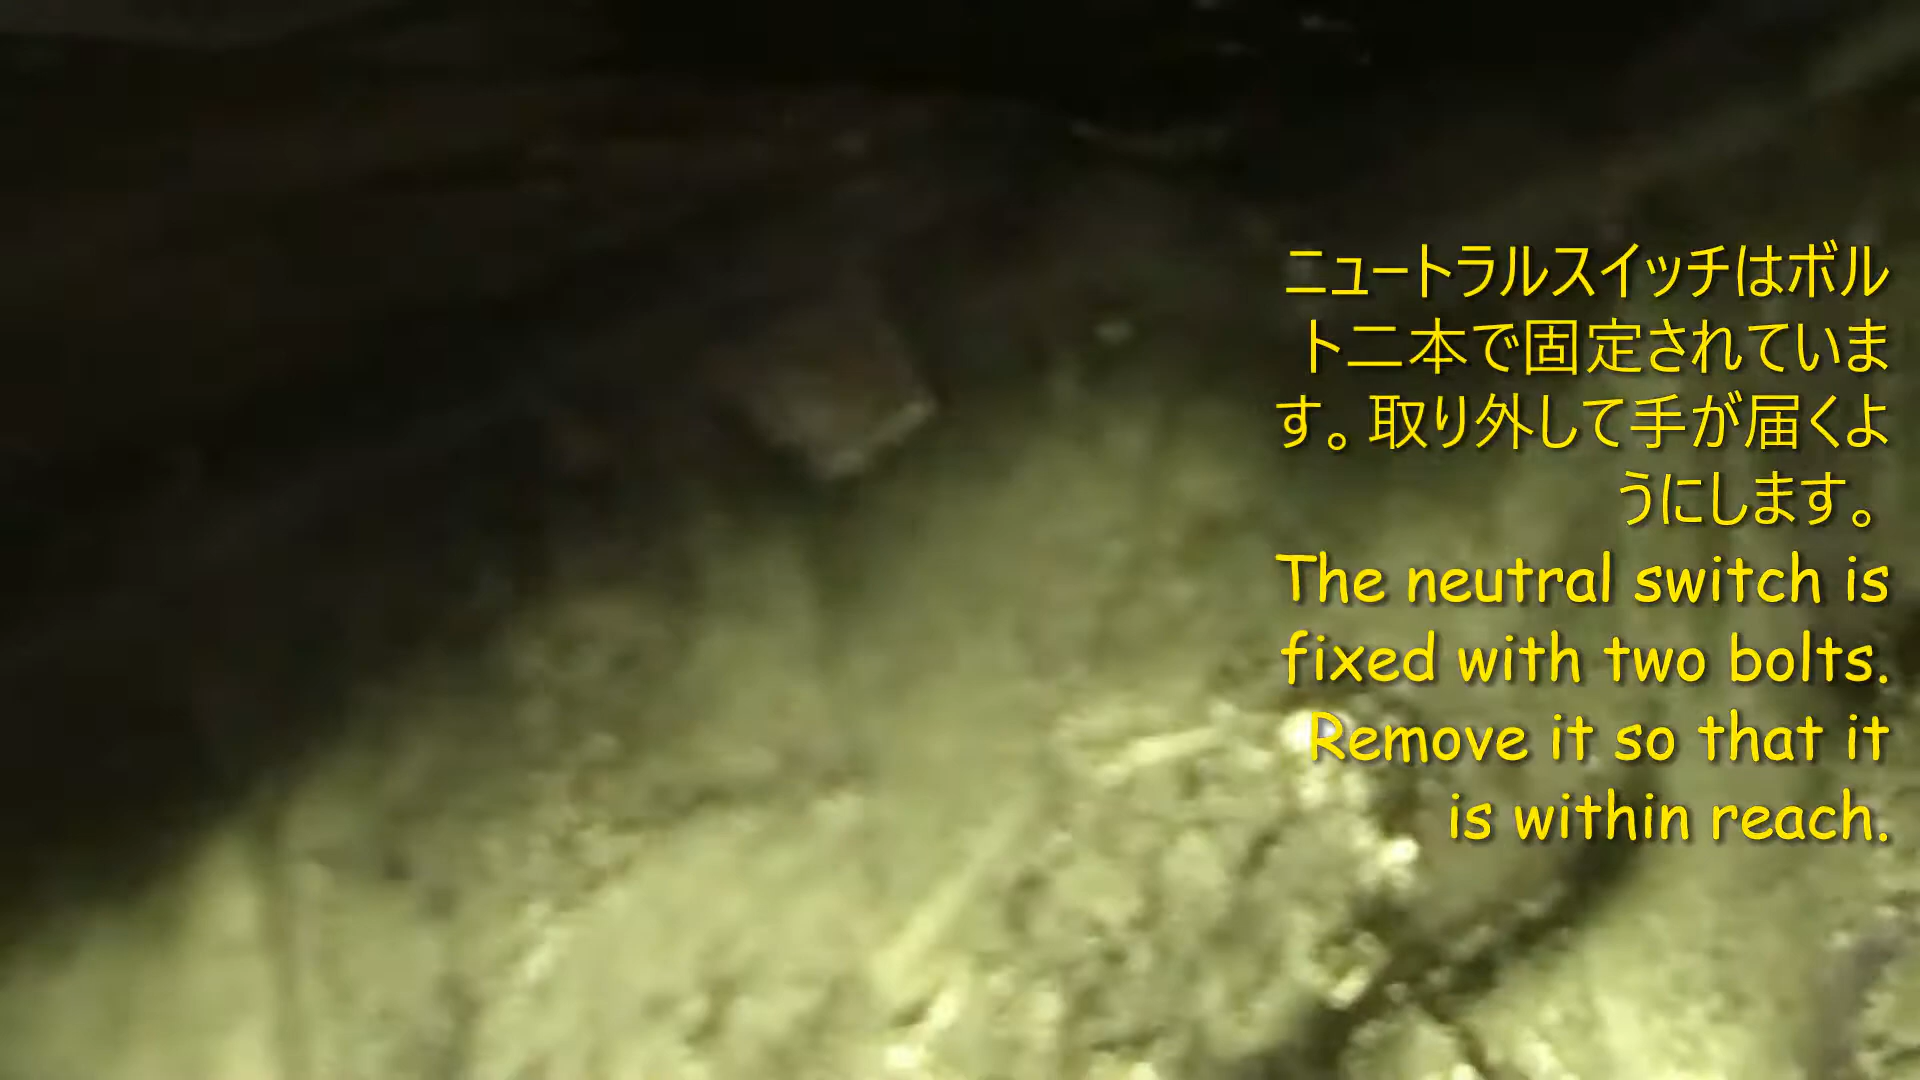 ニュートラルスイッチはボル
ト二本で固定されていま
す。取り外して手が届くよ
うにします。
The neutral switch is
fixed with two bolts.
Remove it so that it
is within reach.